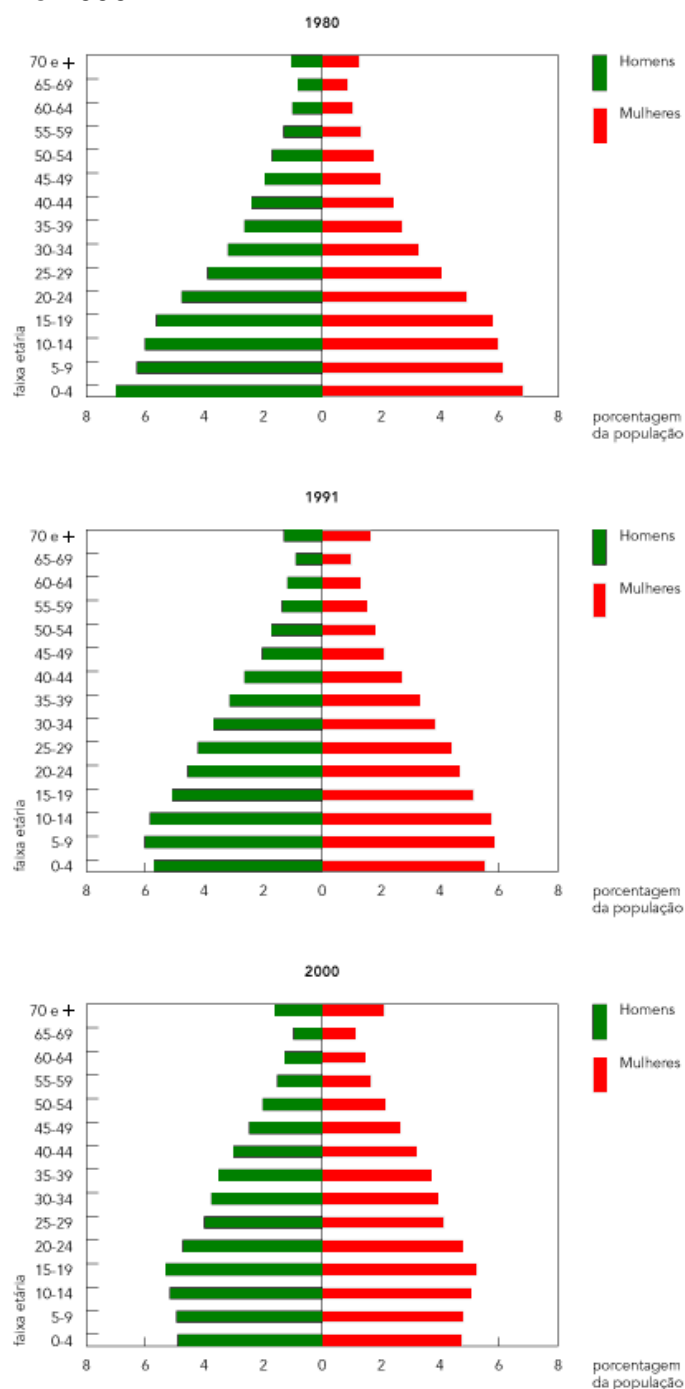 1980
70 e +
65-69
60-64
55-59
50-54
45-49
40-44
35-39
30-34
25-29
20-24
15-19
10-14
5-9
0-4
faixa etária
8 6 4 2 0 2 4 6 8
porcentagem
da população
Homens
Mulheres
1991
70 e +
65-69
60-64
55-59
50-54
45-49
40-44
35-39
30-34
25-29
20-24
15-19
10-14
5-9
0-4
faixa etária
8 6 4 2 0 2 4 6 8
porcentagem
da população
Homens
Mulheres
2000
70 e +
65-69
60-64
55-59
50-54
45-49
40-44
35-39
30-34
25-29
20-24
15-19
10-14
5-9
0-4
faixa etária
8 6 4 2 0 2 4 6 8
porcentagem
da população
Homens
Mulheres